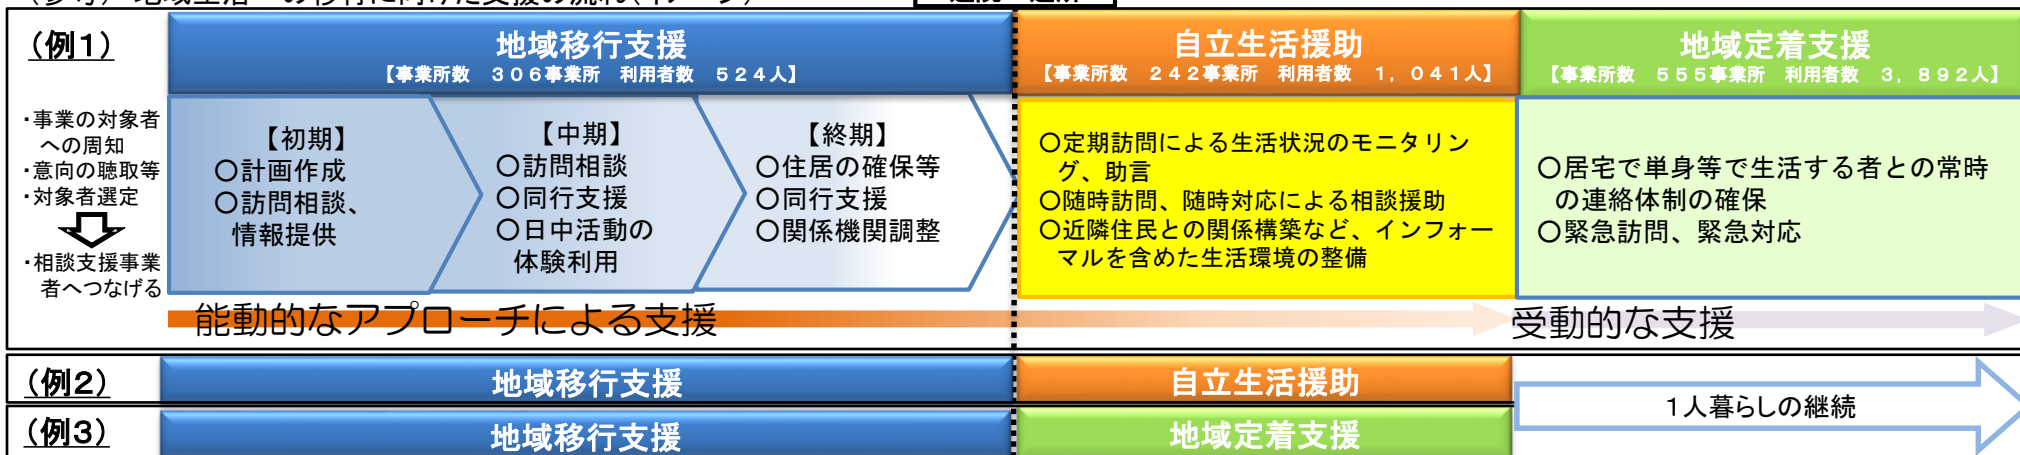 (例1)
地域移行支援
【事業所数　306事業所　利用者数　524人】
自立生活援助
【事業所数　242事業所　利用者数　1，041人】
地域定着支援
【事業所数　555事業所　利用者数　3，892人】
・事業の対象者
への周知
・意向の聴取等
・対象者選定
・相談支援事業
者へつなげる
【初期】
○計画作成
○訪問相談、
情報提供
【中期】
○訪問相談
○同行支援
○日中活動の
体験利用
【終期】
○住居の確保等
○同行支援
○関係機関調整
○定期訪問による生活状況のモニタリン
グ、助言
○随時訪問、随時対応による相談援助
○近隣住民との関係構築など、インフォー
マルを含めた生活環境の整備
○居宅で単身等で生活する者との常時
の連絡体制の確保
○緊急訪問、緊急対応
能動的なアプローチによる支援
受動的な支援
(例2)
地域移行支援
自立生活援助
1人暮らしの継続
(例3)
地域移行支援
地域定着支援